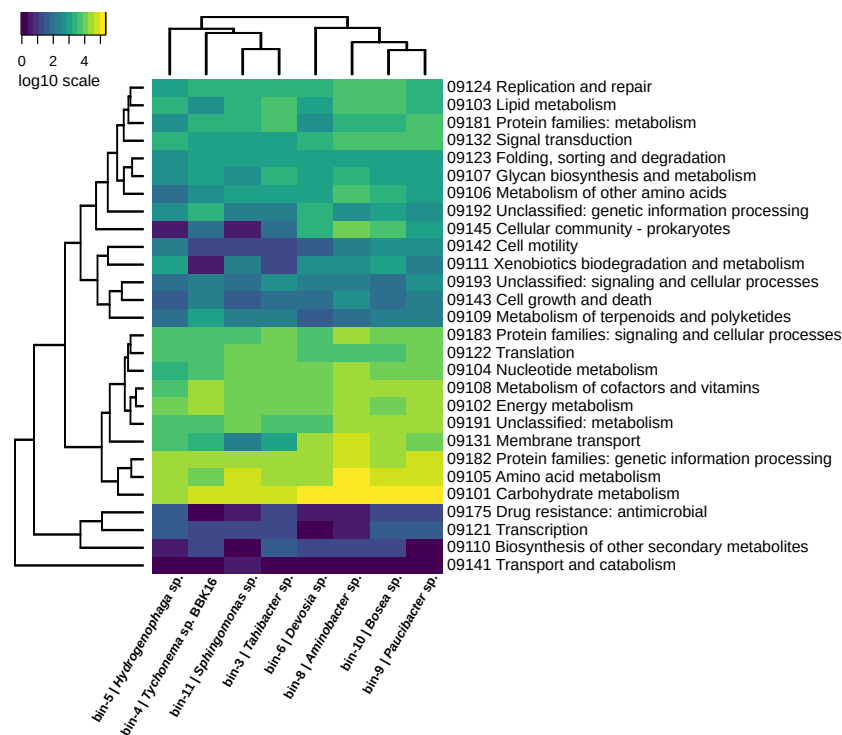 0 2 4
log10 scale
09124 Replication and repair
09103 Lipid metabolism
09181 Protein families: metabolism
09132 Signal transduction
09123 Folding, sorting and degradation
09107 Glycan biosynthesis and metabolism
09106 Metabolism of other amino acids
09192 Unclassified: genetic information processing
09145 Cellular community - prokaryotes
09142 Cell motility
09111 Xenobiotics biodegradation and metabolism
09193 Unclassified: signaling and cellular processes
09143 Cell growth and death
09109 Metabolism of terpenoids and polyketides
09183 Protein families: signaling and cellular processes
09122 Translation
09104 Nucleotide metabolism
09108 Metabolism of cofactors and vitamins
09102 Energy metabolism
09191 Unclassified: metabolism
09131 Membrane transport
09182 Protein families: genetic information processing
09105 Amino acid metabolism
09101 Carbohydrate metabolism
09175 Drug resistance: antimicrobial
09121 Transcription
09110 Biosynthesis of other secondary metabolites
09141 Transport and catabolism
bin-5 | Hydrogenophaga sp.
bin-4 | Tychonema sp. BBK16
bin-11 | Sphingomonas sp.
bin-3 | Tahibacter sp.
bin-6 | Devosia sp.
bin-8 | Aminobacter sp.
bin-10 | Bosea sp.
bin-9 | Paucibacter sp.